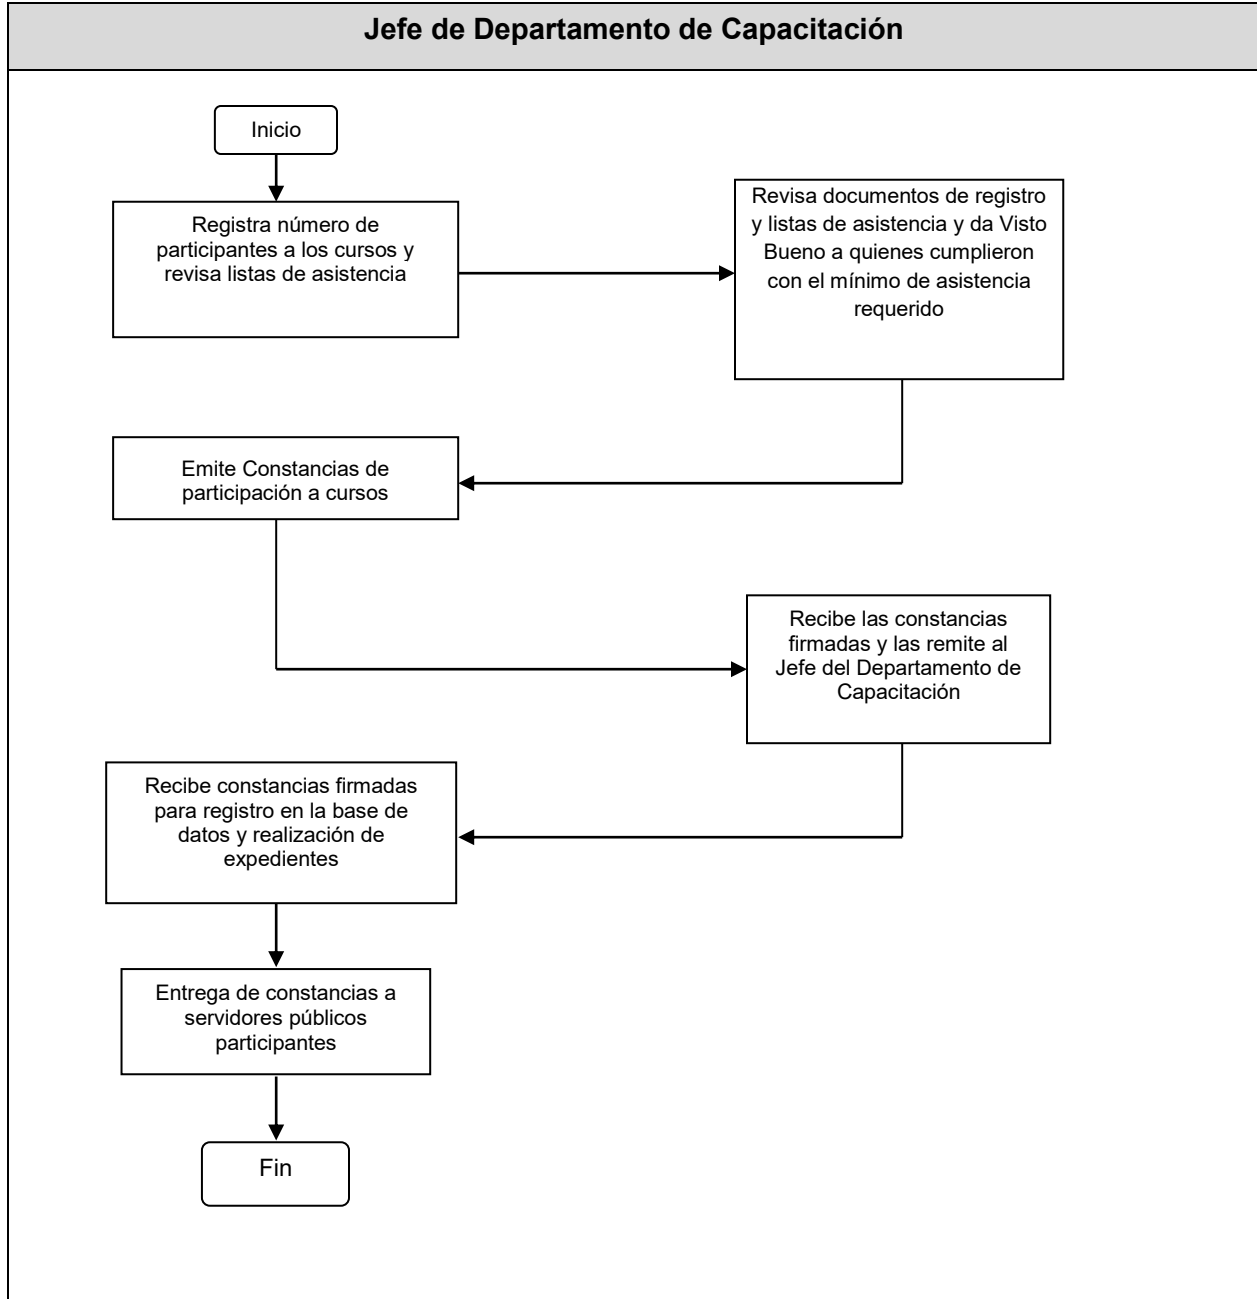 Jefe de Departamento de Capacitación
Inicio
Registra número de
participantes a los cursos y
revisa listas de asistencia
Revisa documentos de registro
y listas de asistencia y da Visto
Bueno a quienes cumplieron
con el mínimo de asistencia
requerido
Emite Constancias de
participación a cursos
Recibe las constancias
firmadas y las remite al
Jefe del Departamento de
Capacitación
Recibe constancias firmadas
para registro en la base de
datos y realización de
expedientes
Entrega de constancias a
servidores públicos
participantes
Fin